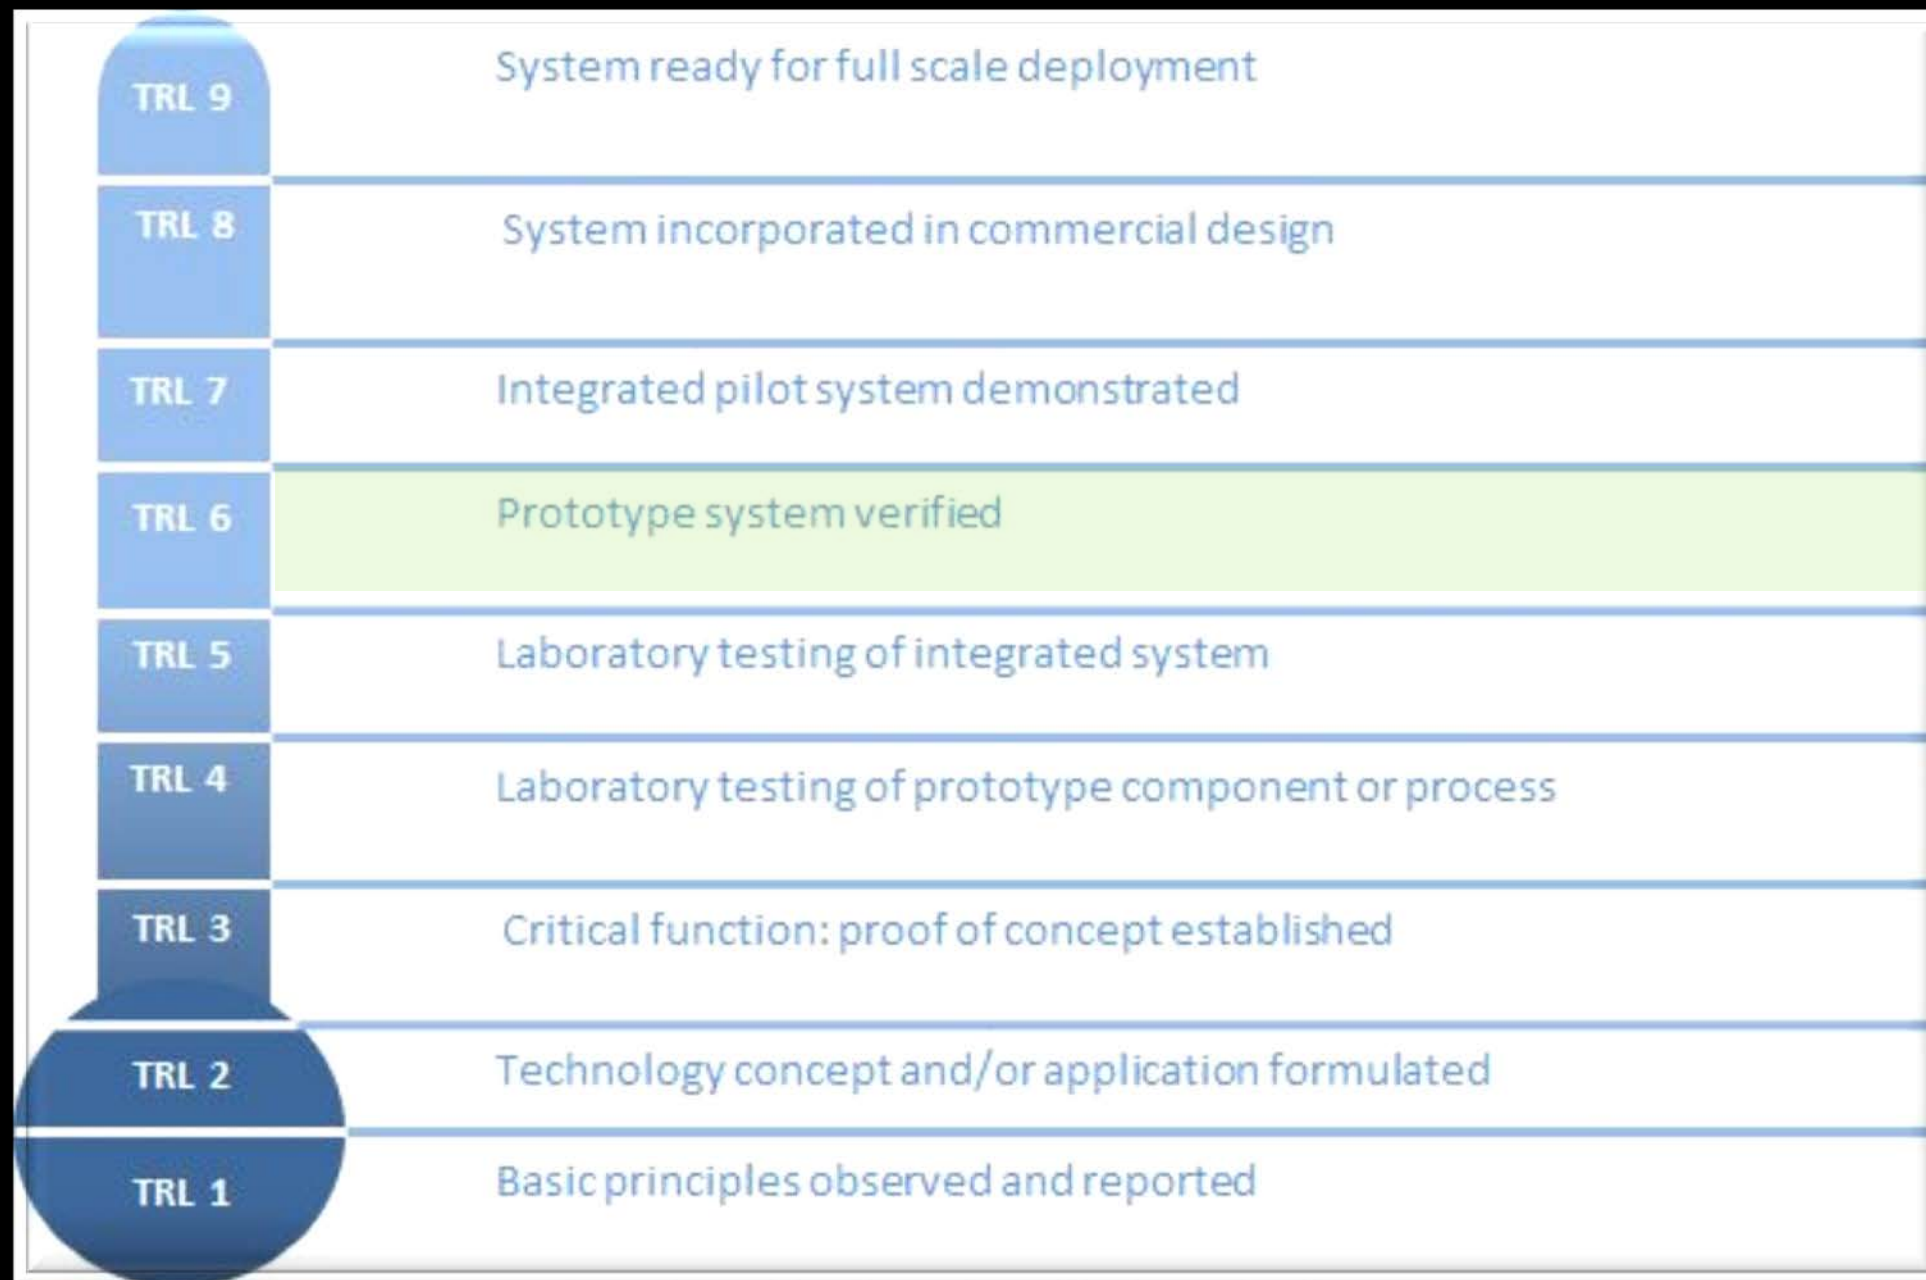 TRL 9 System ready for full scale deployment
TRL 8 System incorporated in commercial design
TRL 7 Integrated pilot system demonstrated
TRL 6 Prototype system verified
TRL 5 Laboratory testing of integrated system
TRL 4 Laboratory testing of prototype component or process
TRL 3 Critical function: proof of concept established
TRL 2 Technology concept and/or application formulated
TRL 1 Basic principles observed and reported